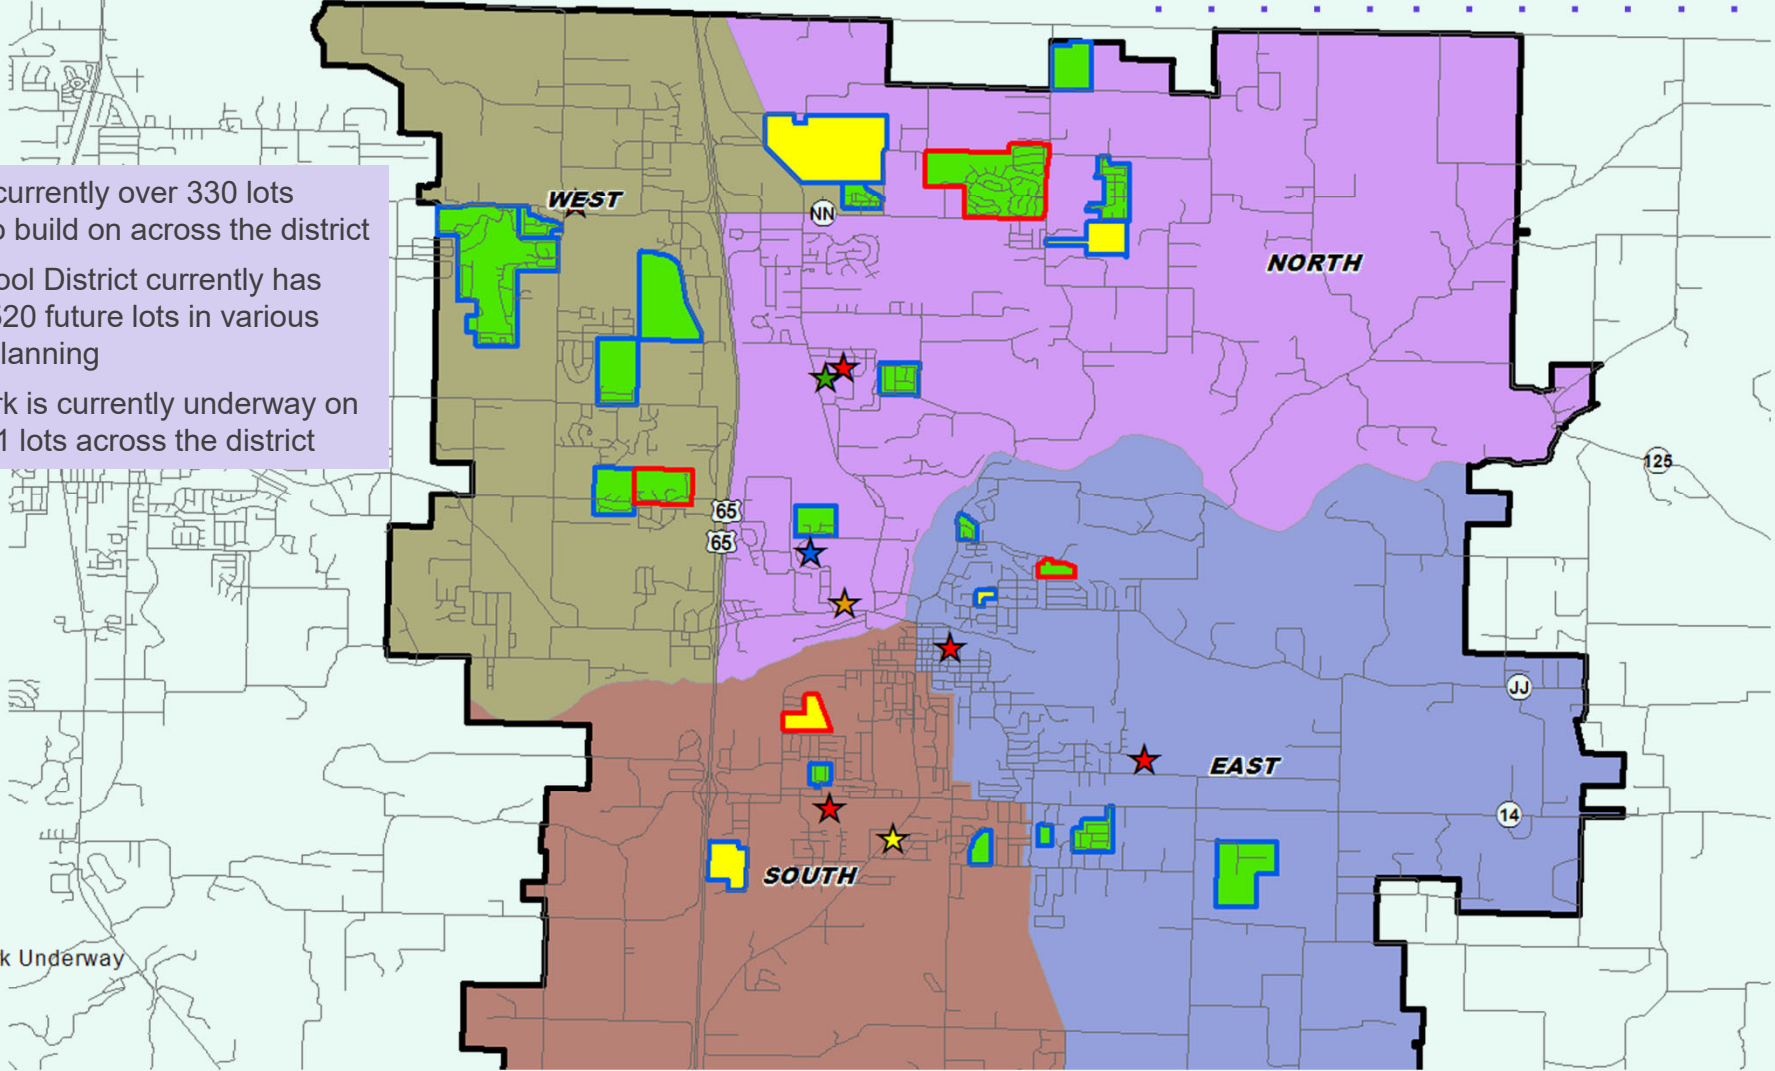 currently over 330 lots
build on across the district
ool District currently has
520 future lots in various
lanning
k is currently underway on
1 lots across the district
WEST
NN
NORTH
125
65
65
JJ
EAST
14
SOUTH
k Underway